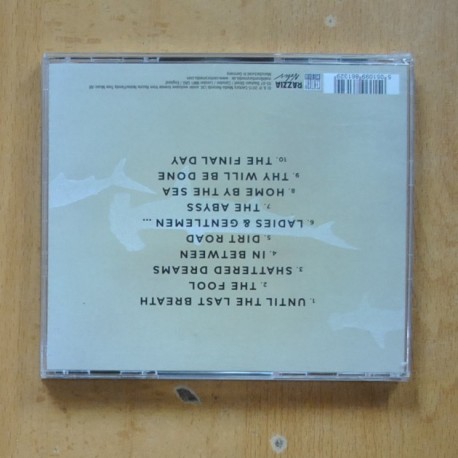 1. UNTIL THE LAST BREATH
2. THE FOOL
3. SHATTERED DREAMS
4. IN BETWEEN
5. DIRT ROAD
6. LADIES & GENTLEMEN ...
7. THE ABYSS
8. HOME BY THE SEA
9. THY WILL BE DONE
10. THE FINAL DAY
RAZZIA